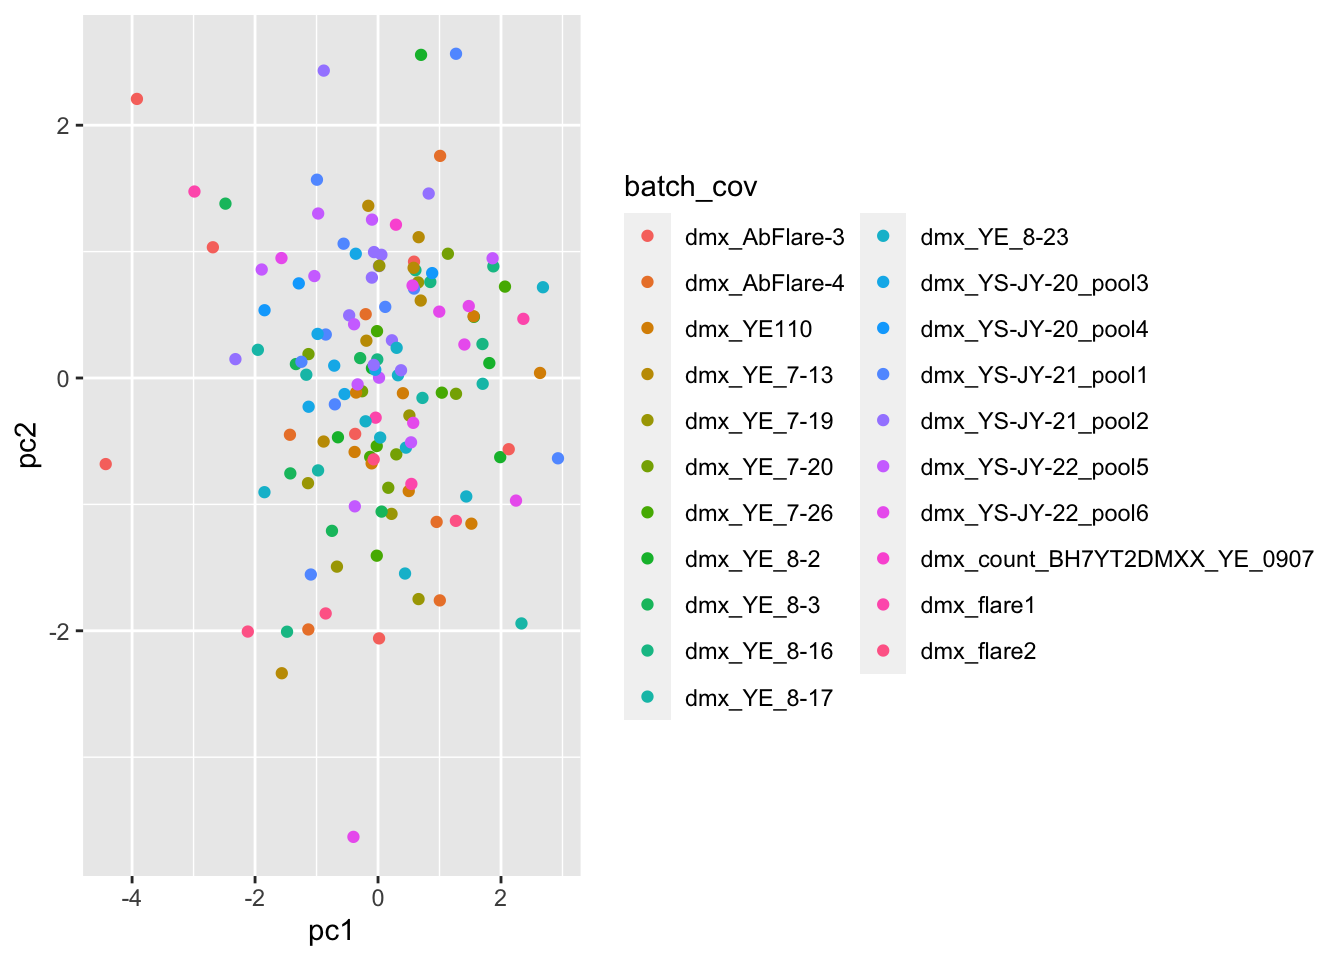 2
0
-2
pc2
-4
-2
0
2
pc1
batch_cov
dmx_AbFlare-3
dmx_AbFlare-4
dmx_YE110
dmx_YE_7-13
dmx_YE_7-19
dmx_YE_7-20
dmx_YE_7-26
dmx_YE_8-2
dmx_YE_8-3
dmx_YE_8-16
dmx_YE_8-17
dmx_YE_8-23
dmx_YS-JY-20_pool3
dmx_YS-JY-20_pool4
dmx_YS-JY-21_pool1
dmx_YS-JY-21_pool2
dmx_YS-JY-22_pool5
dmx_YS-JY-22_pool6
dmx_count_BH7YT2DMXX_YE_0907
dmx_flare1
dmx_flare2